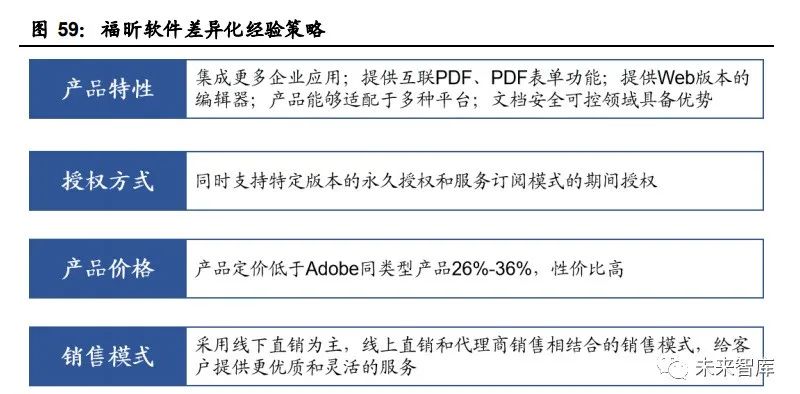 图 59：福昕软件差异化经验策略
产品特性
集成更多企业应用；提供互联PDF、PDF表单功能；提供Web版本的
编辑器；产品能够适配于多种平台；文档安全可控领域具备优势
授权方式
同时支持特定版本的永久授权和服务订阅模式的期间授权
产品价格
产品定价低于Adobe同类型产品26%-36%，性价比高
销售模式
采用线下直销为主，线上直销和代理商销售相结合的销售模式，给客
户提供更优质和灵活的服务
未来智库